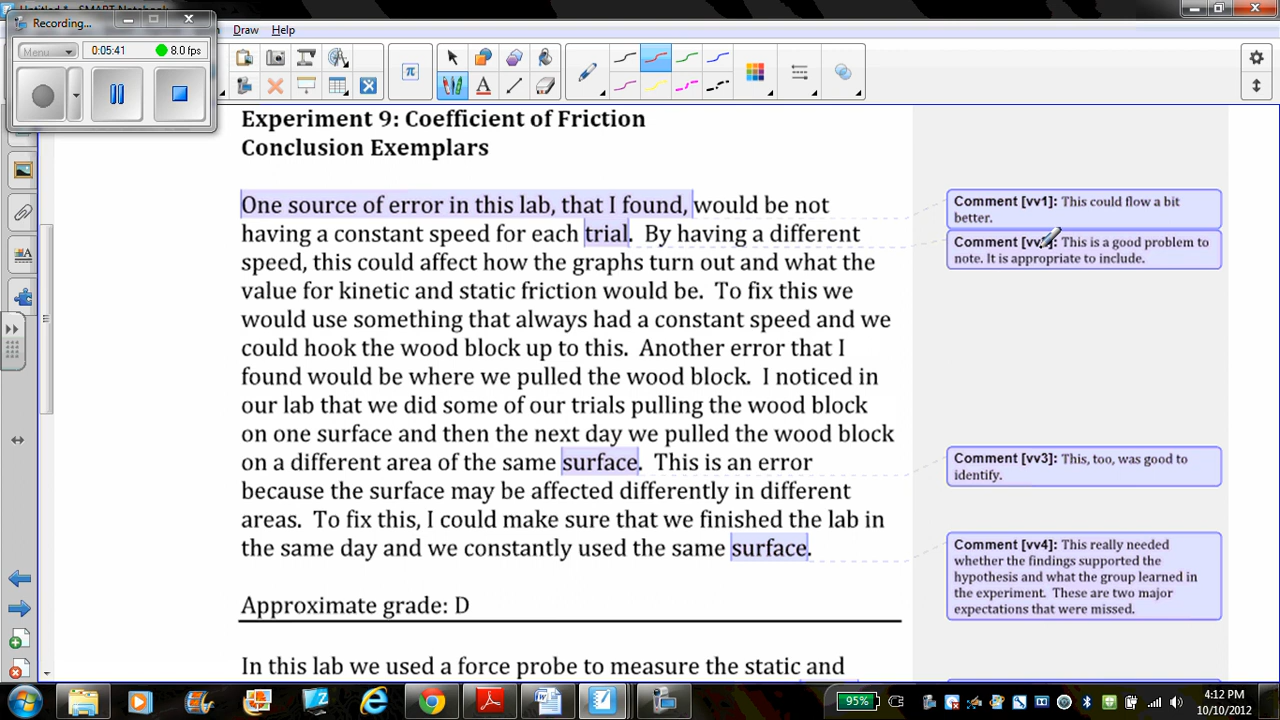 Untitled* - SMART Notebook
Recording...
Menu
0:05:41
8.0 fps
Draw
Help
π
A
Experiment 9: Coefficient of Friction
Conclusion Exemplars
One source of error in this lab, that I found, would be not
having a constant speed for each trial.  By having a different
speed, this could affect how the graphs turn out and what the
value for kinetic and static friction would be.  To fix this we
would use something that always had a constant speed and we
could hook the wood block up to this.  Another error that I
found would be where we pulled the wood block.  I noticed in
our lab that we did some of our trials pulling the wood block
on one surface and then the next day we pulled the wood block
on a different area of the same surface.  This is an error
because the surface may be affected differently in different
areas.  To fix this, I could make sure that we finished the lab in
the same day and we constantly used the same surface.
Approximate grade: D
In this lab we used a force probe to measure the static and
Comment [vv1]: This could flow a bit
better.
Comment [vv This is a good problem to
note. It is appropriate to include.
Comment [vv3]: This, too, was good to
identify.
Comment [vv4]: This really needed
whether the findings supported the
hypothesis and what the group learned in
the experiment.  These are two major
expectations that were missed.
95%
4:12 PM
10/10/2012